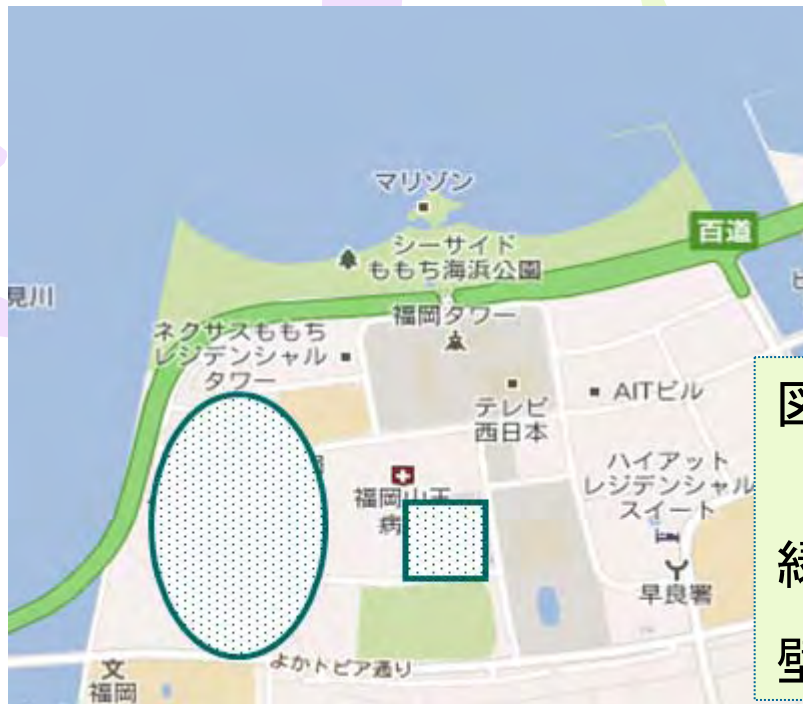 マリゾン
シーサイド
ももち海浜公園
百道
見川
ネクサスももち
レジデンシャル
タワー
福岡タワー
テレビ
西日本
AITビル
ハイアット
レジデンシャル
スイート
福岡山王
病
早良署
よかトピア通り
文
福岡
図
緑
壁